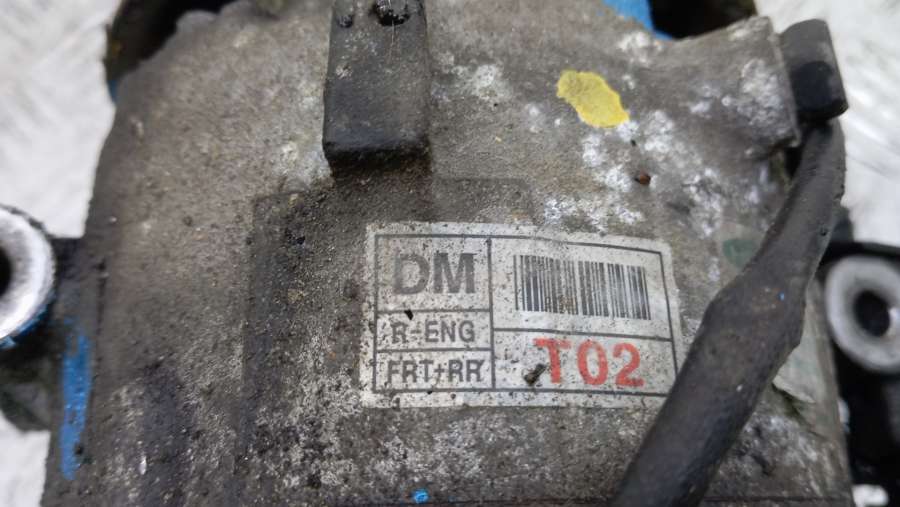 DM
R-ENG
FRT+RR
T02